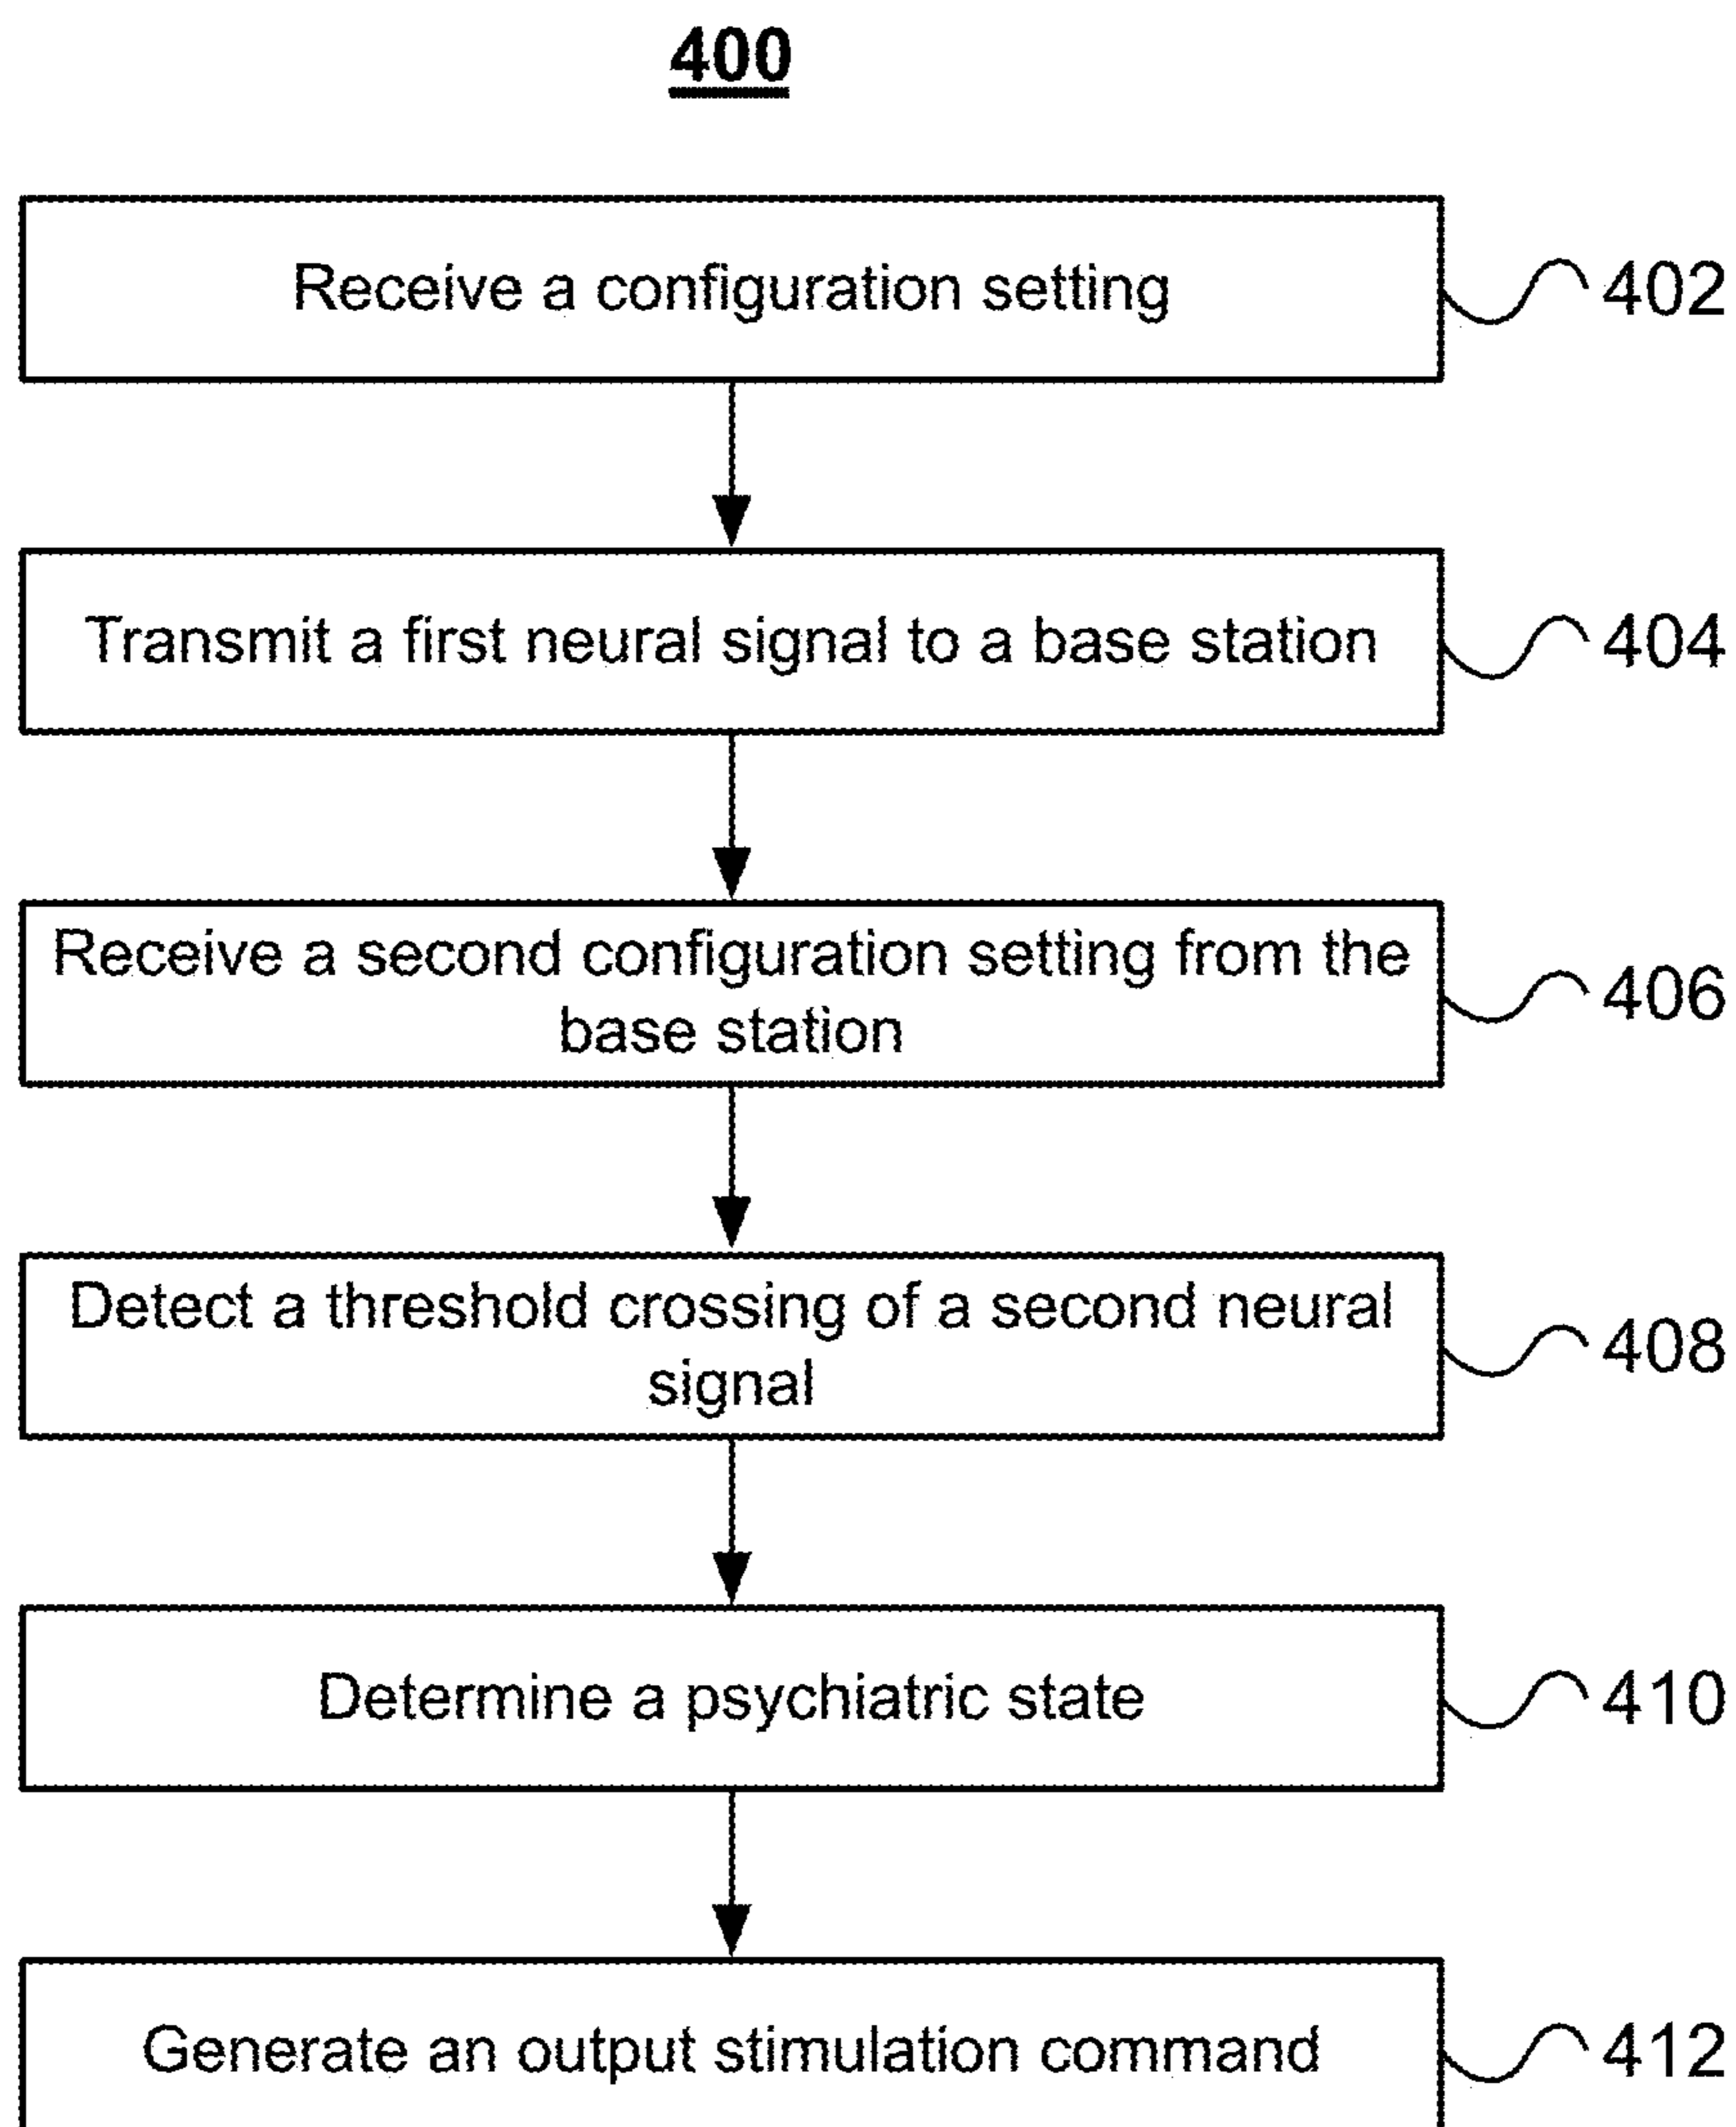 400
Receive a configuration setting
402
Transmit a first neural signal to a base station
404
Receive a second configuration setting from the
base station
406
Detect a threshold crossing of a second neural
signal
408
Determine a psychiatric state
410
Generate an output stimulation command
412